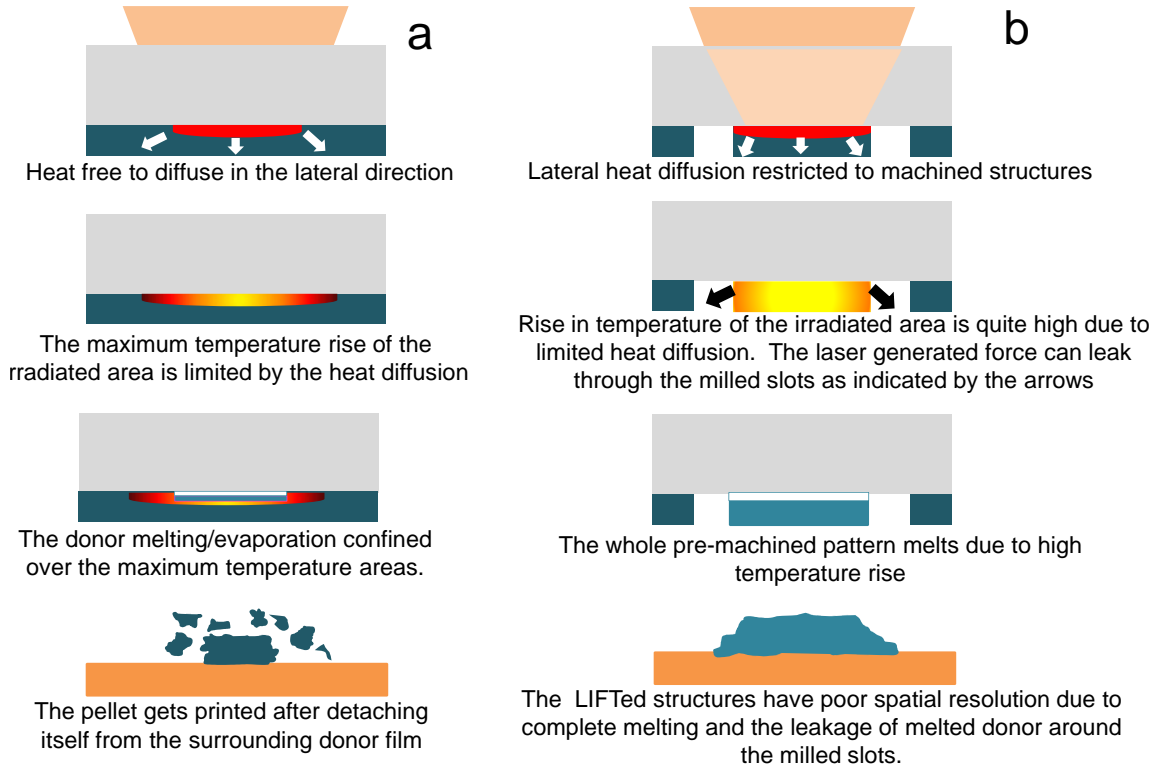 a
Heat free to diffuse in the lateral direction
The maximum temperature rise of the
rradiated area is limited by the heat diffusion
The donor melting/evaporation confined
over the maximum temperature areas.
The pellet gets printed after detaching
itself from the surrounding donor film
b
Lateral heat diffusion restricted to machined structures
Rise in temperature of the irradiated area is quite high due to
limited heat diffusion.  The laser generated force can leak
through the milled slots as indicated by the arrows
The whole pre-machined pattern melts due to high
temperature rise
The  LIFTed structures have poor spatial resolution due to
complete melting and the leakage of melted donor around
the milled slots.